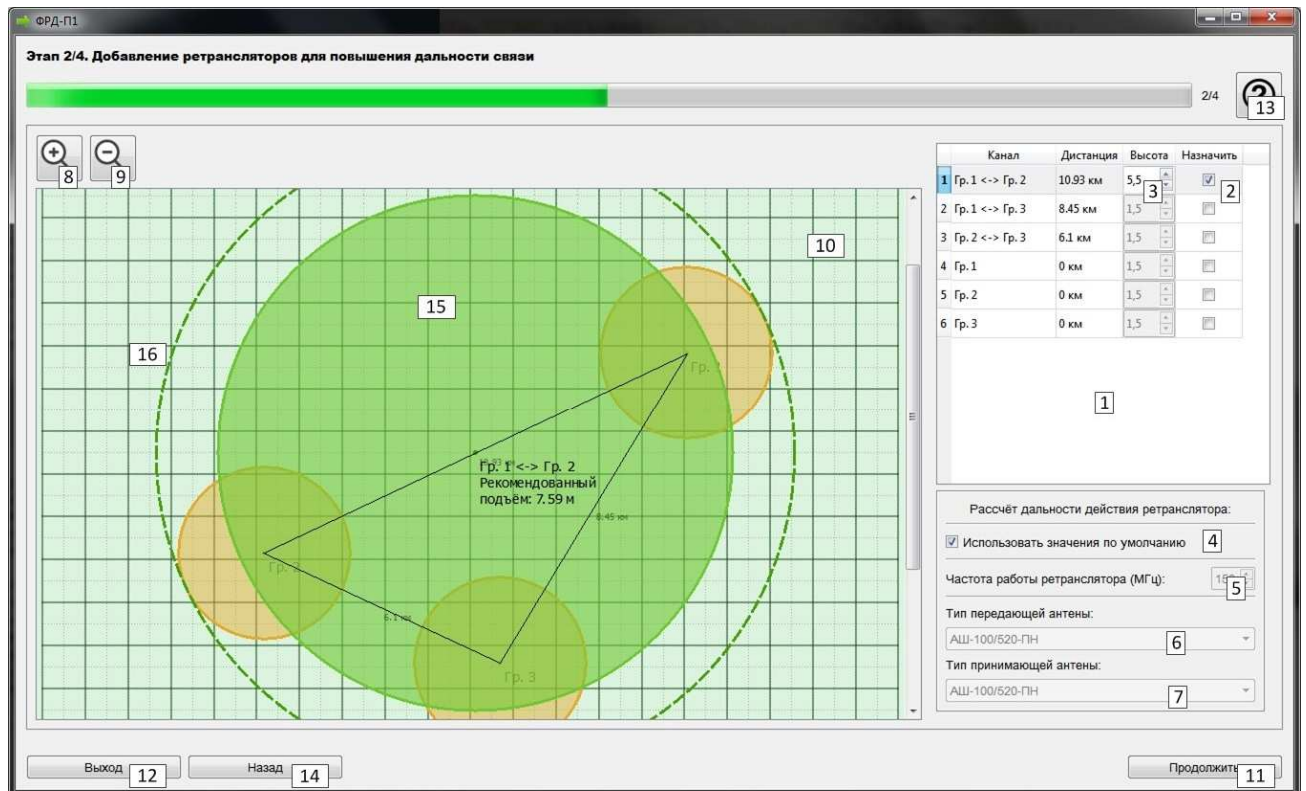 ФРД-П1
Этап 2/4. Добавление ретрансляторов для повышения дальности связи
2/4
13
8
9
Канал Дистанция Высота Назначить
1 Гр. 1 <-> Гр. 2 10.93 км 5,5 3 2
2 Гр. 1 <-> Гр. 3 8.45 км 1,5
3 Гр. 2 <-> Гр. 3 6.1 км 1,5
4 Гр. 1 0 км 1,5
5 Гр. 2 0 км 1,5
6 Гр. 3 0 км 1,5
1
10
15
16
Гр.
Гр. 1 <-> Гр. 2
Рекомендованный
подъём: 7.59 м
8.45 км
Гр. 2
6.1 км
Гр. 3
Рассчёт дальности действия ретранслятора:
Использовать значения по умолчанию 4
Частота работы ретранслятора (МГц): 5
Тип передающей антены:
АШ-100/520-ПН 6
Тип принимающей антены:
АШ-100/520-ПН 7
Выход 12
Назад 14
Продолжить 11